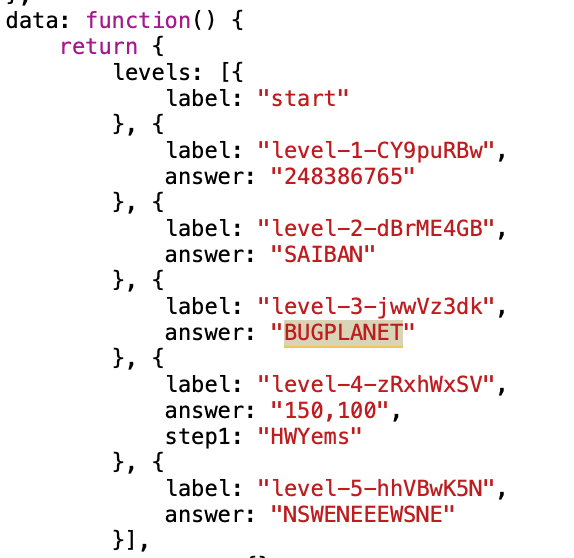 data: function() {
return {
levels: [{
label: "start"
}, {
label: "level-1-CY9puRBw",
answer: "248386765"
}, {
label: "level-2-dBrME4GB",
answer: "SAIBAN"
}, {
label: "level-3-jwwVz3dk",
answer: "BUGPLANET"
}, {
label: "level-4-zRxhWxSV",
answer: "150,100",
step1: "HWYems"
}, {
label: "level-5-hhVBwK5N",
answer: "NSWENEEEWSNE"
}],